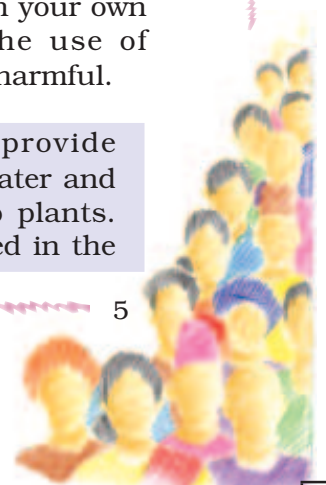 n your own
he use of
harmful.
provide
ater and
plants.
ed in the
5